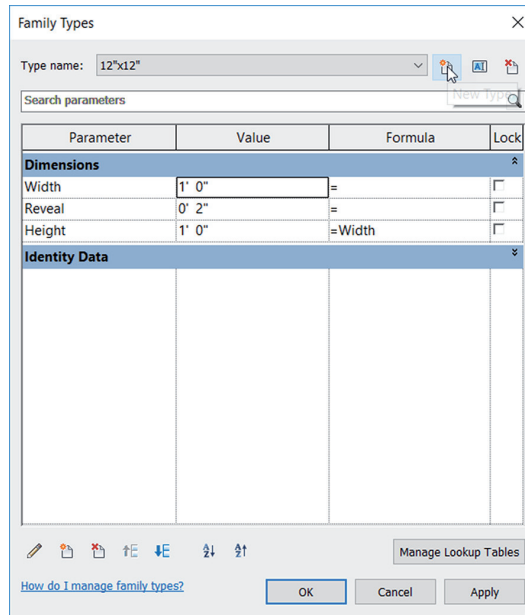 Family Types
Type name: 12"x12"
New Type
Search parameters
Parameter Value Formula Lock
Dimensions
Width 1' 0" =
Reveal 0' 2" =
Height 1' 0" =Width
Identity Data
Manage Lookup Tables
How do I manage family types?
OK Cancel Apply